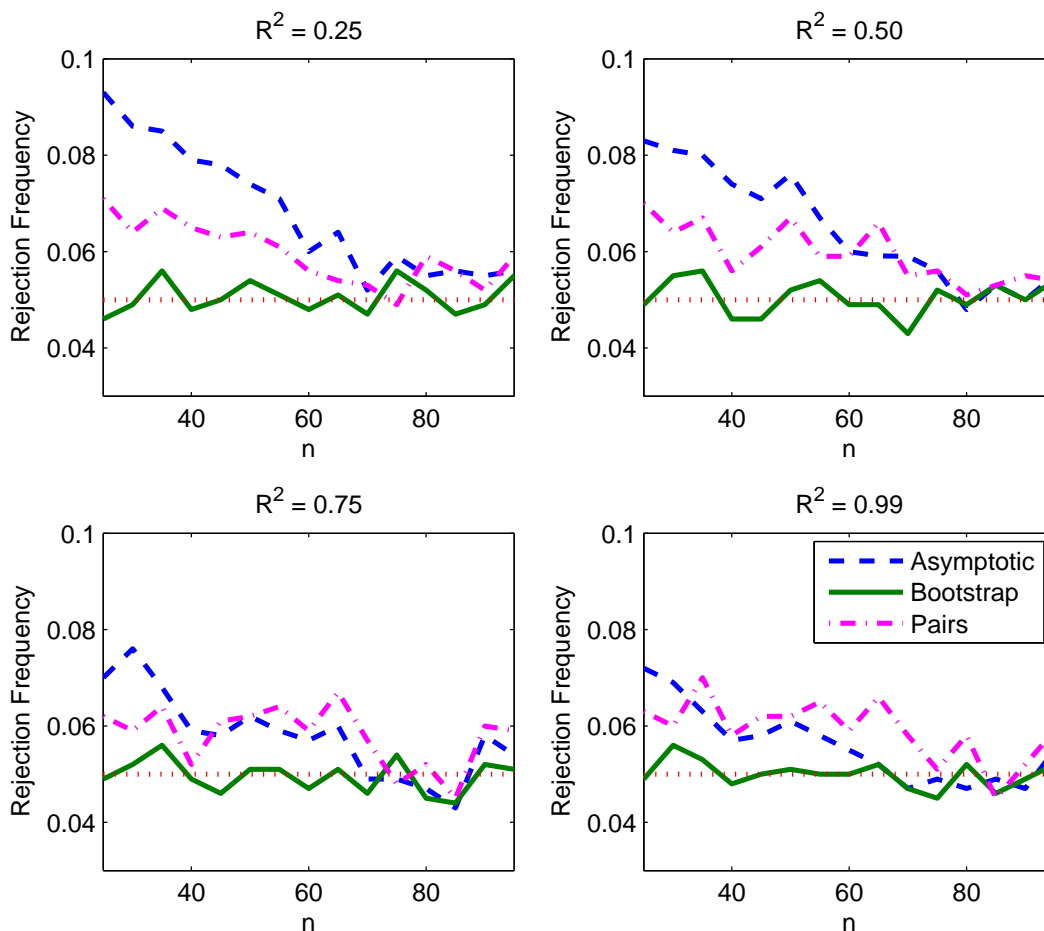 R² = 0.25
0.1
0.08
0.06
0.04
Rejection Frequency
40 60 80
n
R² = 0.50
0.1
0.08
0.06
0.04
Rejection Frequency
40 60 80
n
R² = 0.75
0.1
0.08
0.06
0.04
Rejection Frequency
40 60 80
n
R² = 0.99
0.1
0.08
0.06
0.04
Rejection Frequency
40 60 80
n
Asymptotic
Bootstrap
Pairs